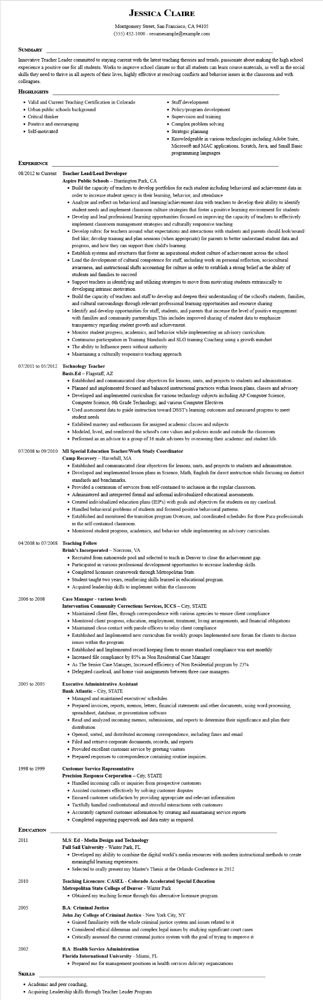 Jessica Claire
Montgomery Street, San Francisco, CA 94105
(555) 432-1000 - resumesample@example.com
Summary
Innovative Teacher Leader committed to staying current with the latest teaching theories and trends, passionate about making the high school
experience a positive one for all students. Works to improve school climate so that all students can learn course materials, as well as the social
skills they need to thrive in all aspects of their lives, highly effective at resolving conflicts and behavior issues in the classroom and with
colleagues.
Highlights
• Valid and Current Teaching Certification in Colorado
• Urban public schools background
• Critical thinker
• Positive and encouraging
• Self-motivated
• Staff development
• Policy/program development
• Supervision and training
• Complex problem solving
• Strategic planning
• Knowledgeable in various technologies including Adobe Suite,
Microsoft and MAC applications, Scratch, Java, and Small Basic
programming languages
Experience
08/2012 to Current Teacher Lead/Lead Developer
Aspire Public Schools – Huntington Park, CA
• Build the capacity of teachers to develop portfolios for each student including behavioral and achievement data in
order to increase student agency in their learning, behavior, and attendance
• Analyze and reflect on behavioral and learning/achievement data with teachers to develop their ability to identify
student needs and implement classroom culture strategies that foster a positive learning environment for students
• Develop and lead professional learning opportunities focused on improving the capacity of teachers to effectively
implement classroom management strategies and culturally responsive teaching
• Develop rubric for teachers around what expectations and interactions with students and parents should look/sound/
feel like; develop training and plan sessions (when appropriate) for parents to better understand student data and
progress, and how they can support their child's learning.
• Establish systems and structures that foster an aspirational student culture of achievement across the school
• Lead the development of cultural competence for staff, including work on personal reflection, sociocultural
awareness, and instructional shifts accounting for culture in order to establish a strong belief in the ability of
students and families to succeed
• Support teachers in identifying and utilizing strategies to move from motivating students extrinsically to
developing intrinsic motivation
• Build the capacity of teachers and staff to develop and deepen their understanding of the school's students, families,
and cultural surroundings through relevant professional learning opportunities and resource sharing
• Identify and develop opportunities for staff, students, and parents that increase the level of positive engagement
with families and community partnerships.This includes improved sharing of student data to emphasize
transparency regarding student growth and achievement.
• Monitor student progress, academics, and behavior while implementing an advisory curriculum.
• Continuous participation in Training Standards and SLO training Coaching using a growth mindset
• The ability to Influence peers without authority
• Maintaining a culturally responsive teaching approach
07/2011 to 05/2012 Technology Teacher
Basis.Ed – Flagstaff, AZ
• Established and communicated clear objectives for lessons, units, and projects to students and administration.
• Planned and implemented focused and balanced instructional practices within lesson plans, classes and advisory
• Developed and implemented curriculum for various technology subjects including AP Computer Science,
Computer Science, 6th Grade Technology, and various Computer Electives
• Used assessment data to guide instruction toward DSST's learning outcomes and measured progress to meet
student needs
• Exhibited mastery and enthusiasm for assigned academic classes and subjects
• Modeled, lived, and reinforced the school's core values and policies inside and outside the classroom
• Performed as an advisor to a group of 16 male advisees by overseeing their academic and student life.
07/2008 to 09/2010 MI Special Education Teacher/Work Study Coordinator
Camp Recovery – Haverhill, MA
• Established and communicated clear objectives for lessons, units, and projects to students and administration.
• Developed and implemented lesson plans in Science, Math, English for direct instruction while focusing on district
standards and benchmarks.
• Provided a continuum of services from self-contained to inclusion in the regular classroom.
• Administered and interpreted formal and informal individualized educational assessments.
• Created individualized education plans (IEP's) with goals and objectives for students on my caseload.
• Handled behavioral problems of students and fostered positive behavioral patterns.
• Established and monitored the transition program Oversaw, and coordinated schedules for three Para-professionals
in the self-contained classroom.
• Monitored student progress, academics, and behavior while implementing an advisory curriculum.
04/2008 to 07/2008 Teaching Fellow
Brink's Incorporated – Norcross, VA
• Recruited from nationwide pool and selected to teach in Denver to close the achievement gap.
• Participated in various professional development opportunities to increase leadership skills.
• Completed licensure coursework through Metropolitan State.
• Student taught two years, reinforcing skills learned in educational program.
• Acquired leadership skills to implement within the classroom
2006 to 2008 Case Manager - various levels
Intervention Community Corrections Services, ICCS – City, STATE
• Maintained client files, through correspondence with various agencies to ensure client compliance
• Monitored client progress, education, employment, treatment, living arrangements, and financial obligations
• Maintained close contact with parole officers to relay client compliance
• Established and Implemented new curriculum for weekly groups Implemented new forum for clients to discuss
issues within the program
• Established and Implemented record keeping form to ensure standard compliance was met monthly
• Increased file compliance by 85% as Non Residential Case Manager
• As The Senior Case Manager, Increased efficiency of Non Residential program by 23%
• Delegated caseload, and home visit assignments between three case managers.
2005 to 2005 Executive Administrative Assistant
Bank Atlantic – City, STATE
• Managed and maintained executives' schedules
• Prepared invoices, reports, memos, letters, financial statements and other documents, using word processing,
spreadsheet, database, or presentation software
• Read and analyzed incoming memos, submissions, and reports to determine their significance and plan their
distribution
• Opened, sorted, and distributed incoming correspondence, including faxes and email
• Filed and retrieve corporate documents, records, and reports
• Provided excellent customer service by greeting visitors
• Prepared responses to correspondence containing routine inquiries.
1998 to 1999 Customer Service Representative
Precision Response Corporation – City, STATE
• Handled incoming calls or inquiries from prospective customers
• Assisted customers effectively by solving customer disputes
• Ensured customer satisfaction by providing appropriate and relevant information
• Tactfully handled confrontational and stressful interactions with customers
• Accurately captured customer information by creating and maintaining service reports
• Completed supporting paperwork and data entry as required.
Education
2011 M.S: Ed - Media Design and Technology
Full Sail University - Winter Park, FL
• Developed my ability to combine the digital world's media resources with modern instructional methods to create
meaningful learning experiences.
• Selected to orally present my Master's Thesis at the Orlando Conference in 2012
2010 Teaching Licencure: CASEL - Colorado Accelerated Special Education
Metropolitan State College of Denver - Winter Park
• Obtained my teaching license through this alternative licensure program.
2005 B.A: Criminal Justice
John Jay College of Criminal Justice - New York City, NY
• Gained familiarity with the whole criminal justice system and issues related to it
• Considered ethical dilemmas and complex legal issues by studying significant court cases
• Critically assessed the current criminal justice system with the goal of trying to improve it
2002 B.A: Health Service Administration
Florida International University - Miami, FL
• Prepared me for management positions in health services delivery organizations
Skills
• Academic and peer coaching,
• Acquiring Leadership skills through Teacher Leader Program